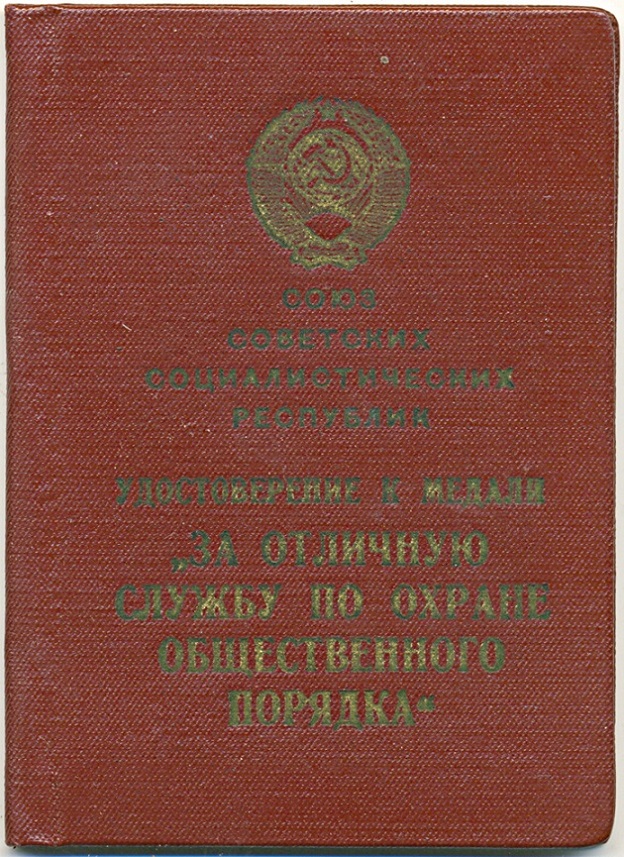 СОЮЗ
СОВЕТСКИХ
СОЦИАЛИСТИЧЕСКИХ
РЕСПУБЛИК
УДОСТОВЕРЕНИЕ К МЕДАЛИ
„ЗА ОТЛИЧНУЮ
СЛУЖБУ ПО ОХРАНЕ
ОБЩЕСТВЕННОГО
ПОРЯДКА“